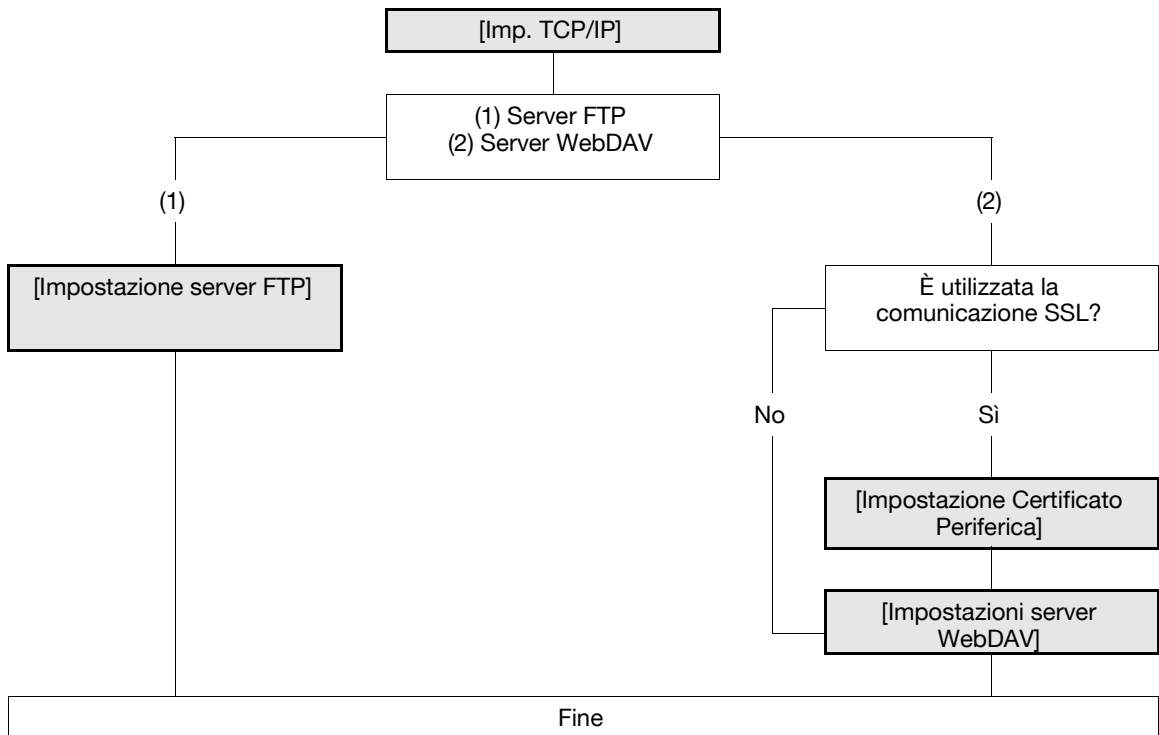 [Imp. TCP/IP]
(1) Server FTP
(2) Server WebDAV
(1)
(2)
[Impostazione server FTP]
È utilizzata la
comunicazione SSL?
No
Sì
[Impostazione Certificato
Periferica]
[Impostazioni server
WebDAV]
Fine